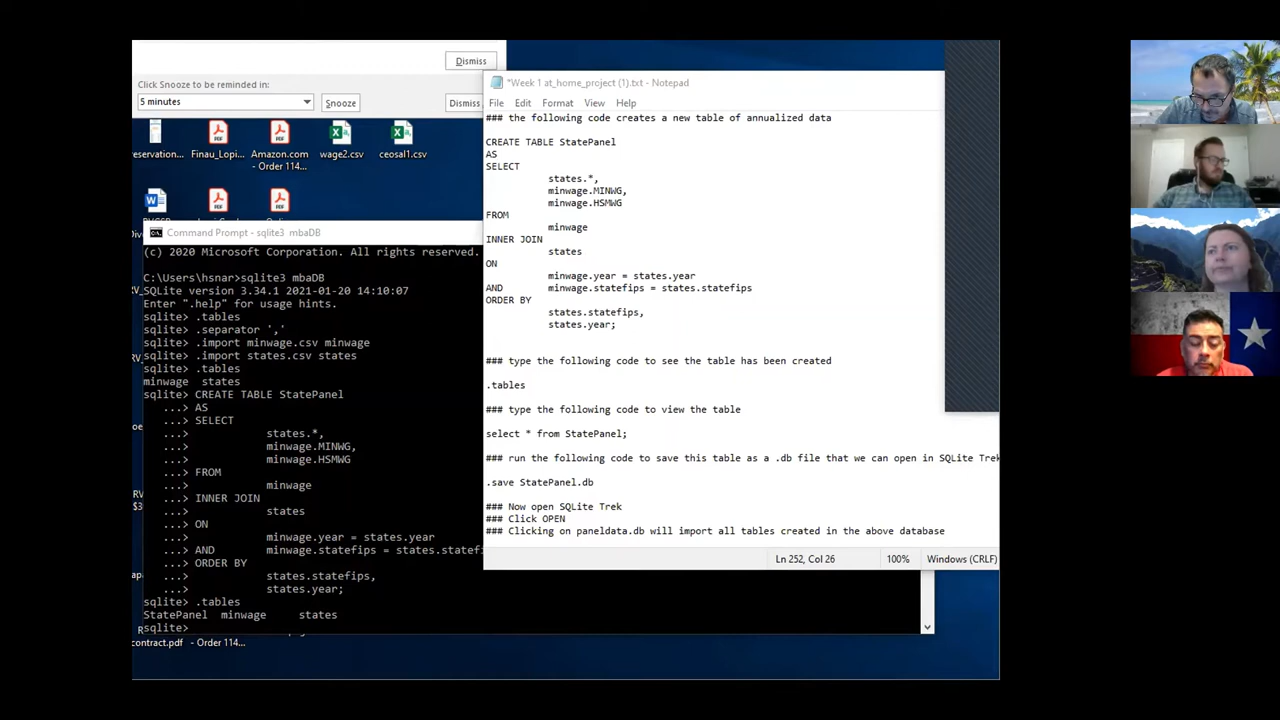 Dismiss
Click Snooze to be reminded in:
5 minutes
Snooze
Dismiss
reservation...
Finau_Lopi...
Amazon.com
- Order 114...
wage2.csv
ceosal1.csv
Command Prompt - sqlite3 mbaDB
(c) 2020 Microsoft Corporation. All rights reserved.
C:\Users\hsnar>sqlite3 mbaDB
SQLite version 3.34.1 2021-01-20 14:10:07
Enter ".help" for usage hints.
sqlite> .tables
sqlite> .separator ','
sqlite> .import minwage.csv minwage
sqlite> .import states.csv states
sqlite> .tables
minwage states
sqlite> CREATE TABLE StatePanel
...> AS
...> SELECT
...> states.*,
...> minwage.MINWG,
...> minwage.HSMWG
...> FROM
...> minwage
...> INNER JOIN
...> states
...> ON
...> minwage.year = states.year
...> AND minwage.statefips = states.statefi
...> ORDER BY
...> states.statefips,
...> states.year;
sqlite> .tables
StatePanel minwage states
sqlite>
contract.pdf
- Order 114...
*Week 1 at_home_project (1).txt - Notepad
File Edit Format View Help
### the following code creates a new table of annualized data
CREATE TABLE StatePanel
AS
SELECT
states.*,
minwage.MINWG,
minwage.HSMWG
FROM
minwage
INNER JOIN
states
ON
minwage.year = states.year
AND minwage.statefips = states.statefips
ORDER BY
states.statefips,
states.year;
### type the following code to see the table has been created
.tables
### type the following code to view the table
select * from StatePanel;
### run the following code to save this table as a .db file that we can open in SQLite Trek
.save StatePanel.db
### Now open SQLite Trek
### Click OPEN
### Clicking on paneldata.db will import all tables created in the above database
Ln 252, Col 26
100%
Windows (CRLF)